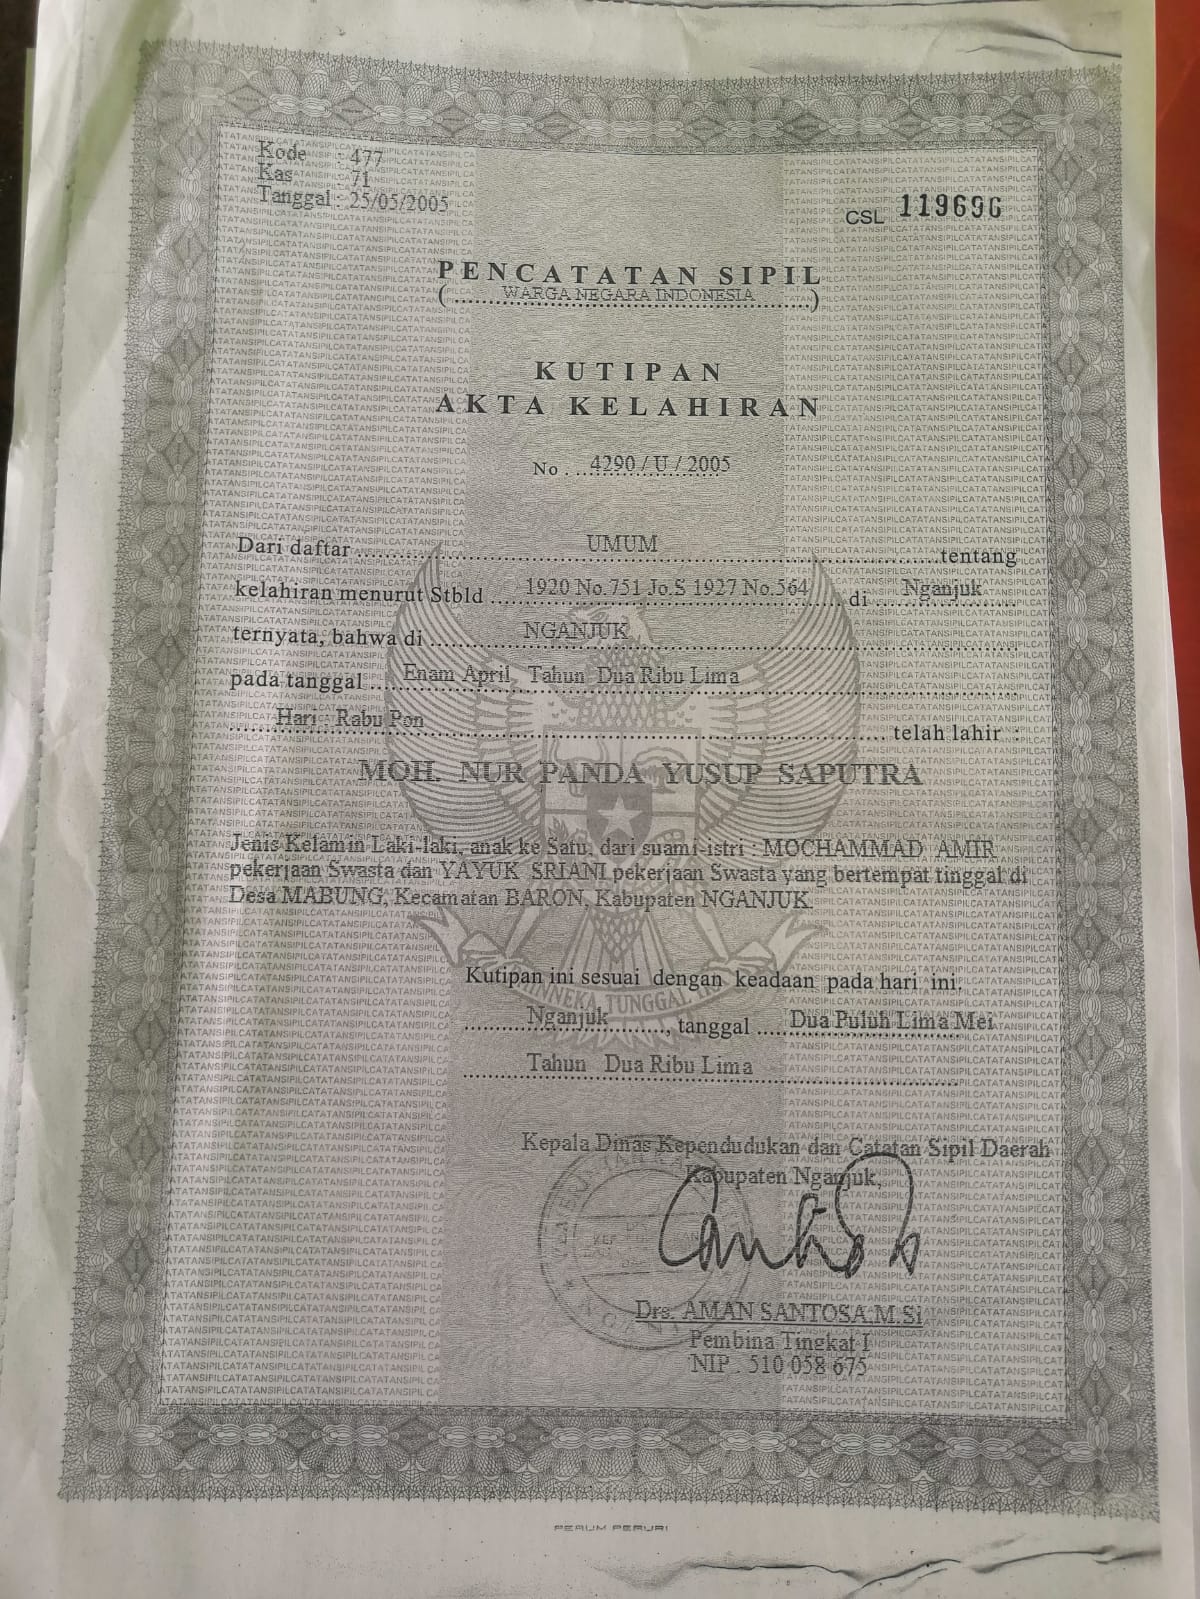 Kode : 477
Kas : 71
Tanggal : 25/05/2005
CSL 119696
PENCATATAN SIPIL
(WARGA NEGARA INDONESIA)
KUTIPAN
AKTA KELAHIRAN
No. 4290 / U / 2005
Dari daftar UMUM tentang
kelahiran menurut Stbld 1920 No.751 Jo.S 1927 No.564 di Nganjuk
ternyata, bahwa di NGANJUK
pada tanggal Enam April, Tahun Dua Ribu Lima
Hari : Rabu Pon telah lahir :
MOH. NUR PANDA YUSUP SAPUTRA
Jenis Kelamin Laki-laki, anak ke Satu, dari suami-istri : MOCHAMMAD AMIR
pekerjaan Swasta dan YAYUK SRIANI pekerjaan Swasta yang bertempat tinggal di
Desa MABUNG, Kecamatan BARON, Kabupaten NGANJUK.
Kutipan ini sesuai dengan keadaan pada hari ini.
Nganjuk, tanggal Dua Puluh Lima Mei
Tahun Dua Ribu Lima
Kepala Dinas Kependudukan dan Catatan Sipil Daerah
Kabupaten Nganjuk,
Drs. AMAN SANTOSA.M.Si
Pembina Tingkat I
NIP . 510 058 675
PERUM PERURI